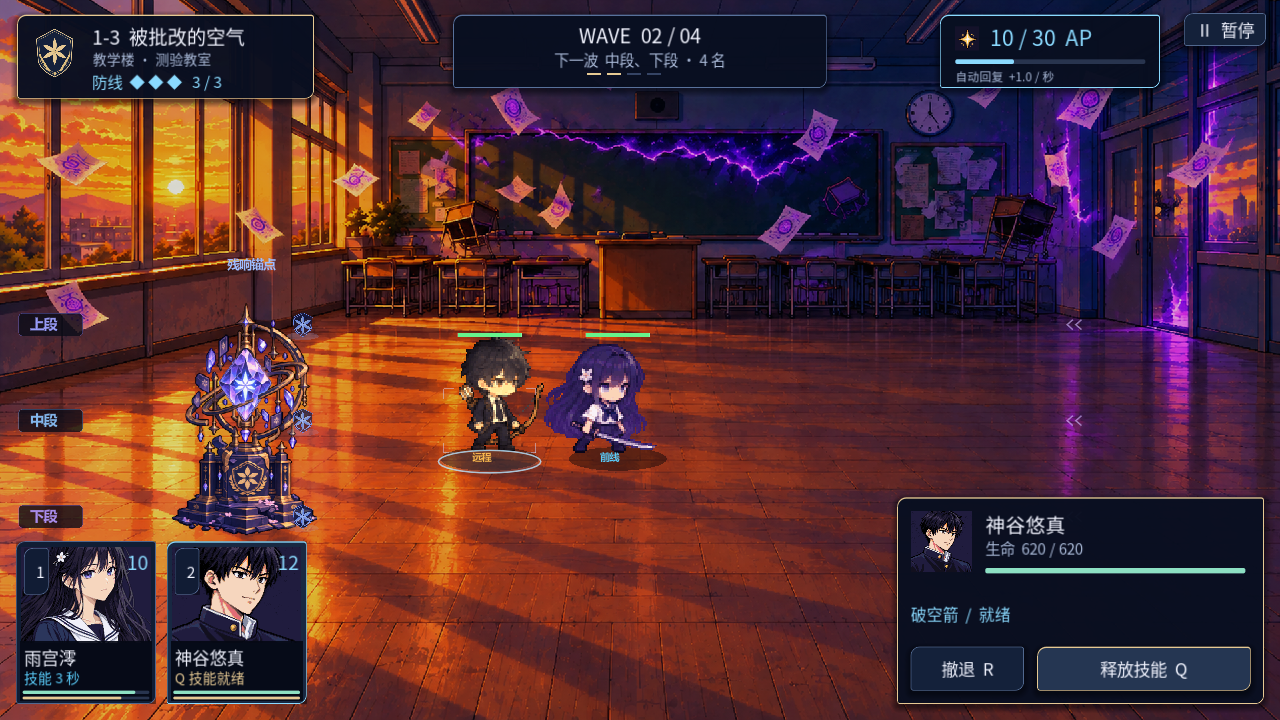 1-3 被批改的空气
教学楼 · 测验教室
防线 3 / 3
WAVE 02 / 04
下一波 中段、下段 · 4 名
10 / 30 AP
自动回复 +1.0 / 秒
暂停
残响锚点
上段
中段
下段
远程
前线
1
10
雨宫澪
技能 3 秒
2
12
神谷悠真
Q 技能就绪
神谷悠真
生命 620 / 620
破空箭 / 就绪
撤退 R
释放技能 Q